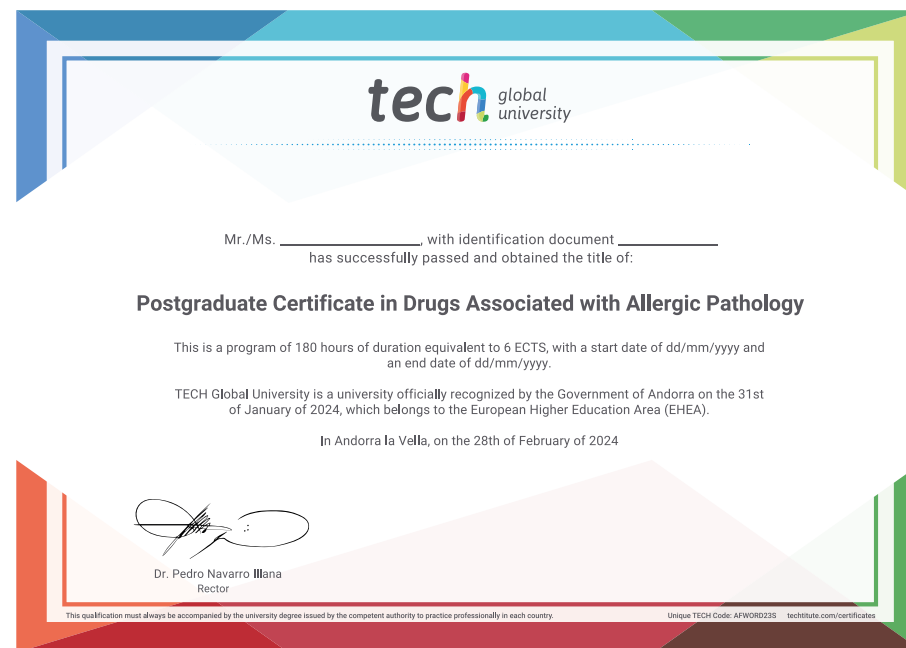 tech global university
Mr./Ms. ____________, with identification document ____________
has successfully passed and obtained the title of:
Postgraduate Certificate in Drugs Associated with Allergic Pathology
This is a program of 180 hours of duration equivalent to 6 ECTS, with a start date of dd/mm/yyyy and
an end date of dd/mm/yyyy.
TECH Global University is a university officially recognized by the Government of Andorra on the 31st
of January of 2024, which belongs to the European Higher Education Area (EHEA).
In Andorra la Vella, on the 28th of February of 2024
Dr. Pedro Navarro Illana
Rector
This qualification must always be accompanied by the university degree issued by the competent authority to practice professionally in each country.
Unique TECH Code: AFWORD23S techtitute.com/certificates